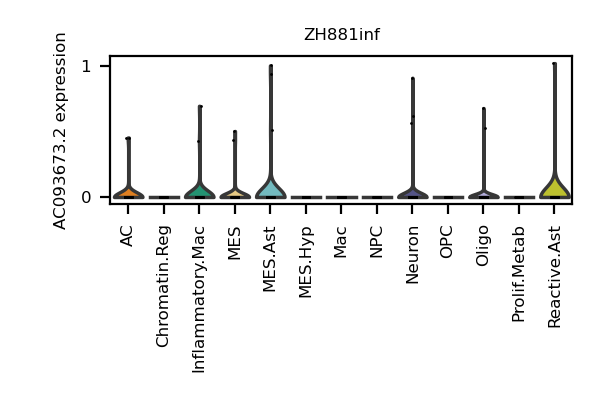 ZH881inf
AC093673.2 expression
1
0
AC
Chromatin.Reg
Inflammatory.Mac
MES
MES.Ast
MES.Hyp
Mac
NPC
Neuron
OPC
Oligo
Prolif.Metab
Reactive.Ast